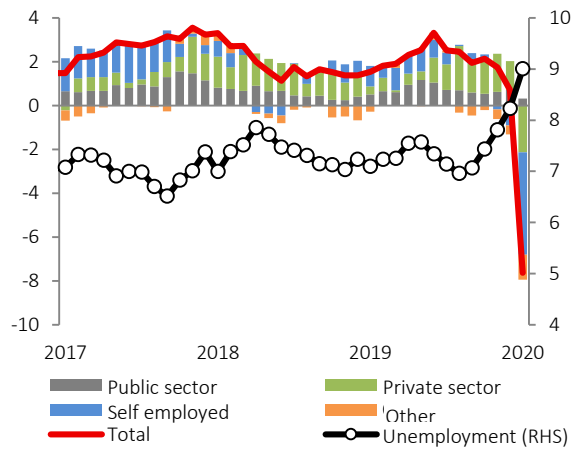 4 10
2 9
0 8
-2 7
-4
-6 6
-8 5
-10 4
2017 2018 2019 2020
Public sector Private sector
Self employed 'Other
Total Unemployment (RHS)